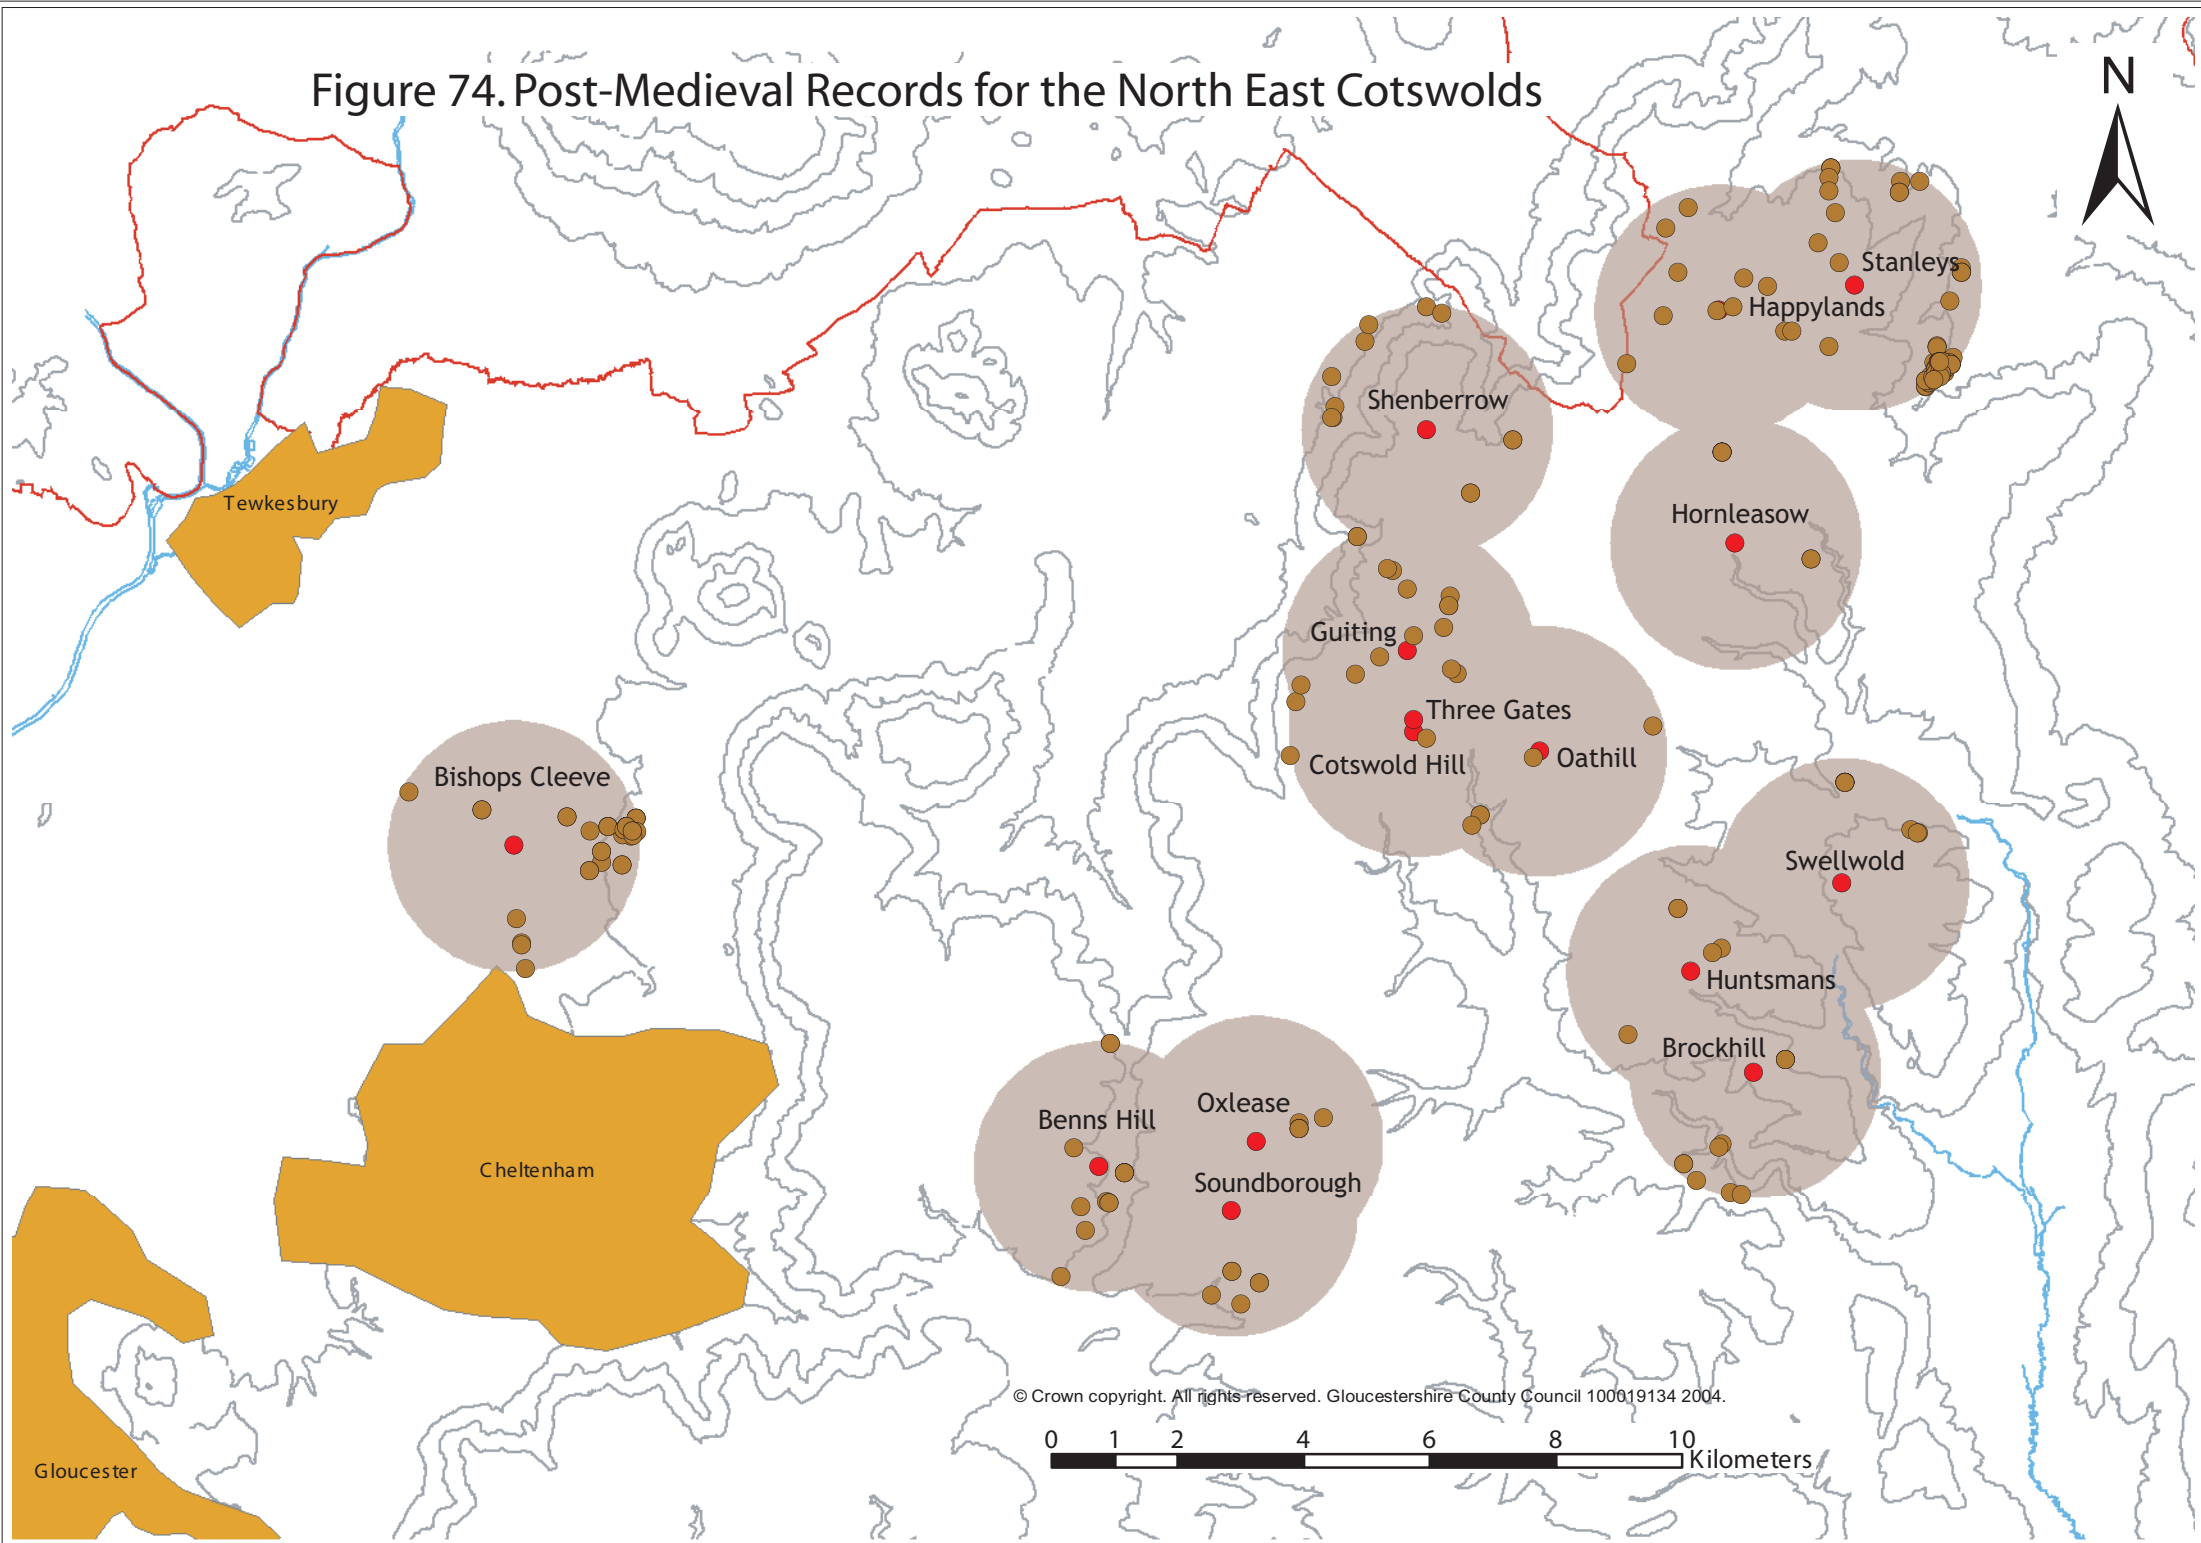 Figure 74. Post-Medieval Records for the North East Cotswolds
N
Stanleys
Happylands
Shenberrow
Tewkesbury
Hornleasow
Guiting
Three Gates
Cotswold Hill
Oathill
Bishops Cleeve
Swellwold
Huntsmans
Brockhill
Oxlease
Benns Hill
Cheltenham
Soundborough
© Crown copyright. All rights reserved. Gloucestershire County Council 100019134 2004.
0 1 2 4 6 8 10
Kilometers
Gloucester